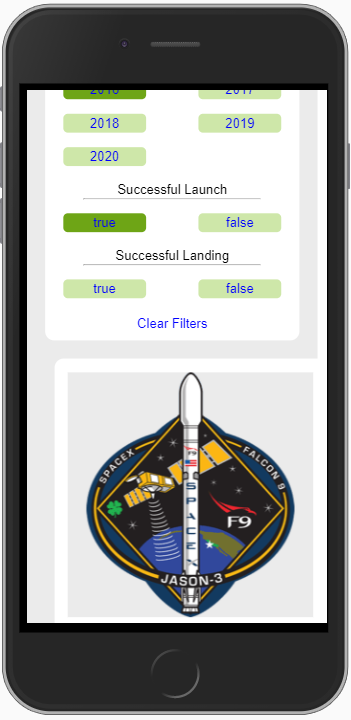 2016 2017
2018 2019
2020
Successful Launch
true false
Successful Landing
true false
Clear Filters
SPACEX
FALCON 9
F9
SPACEX
F9
JASON-3